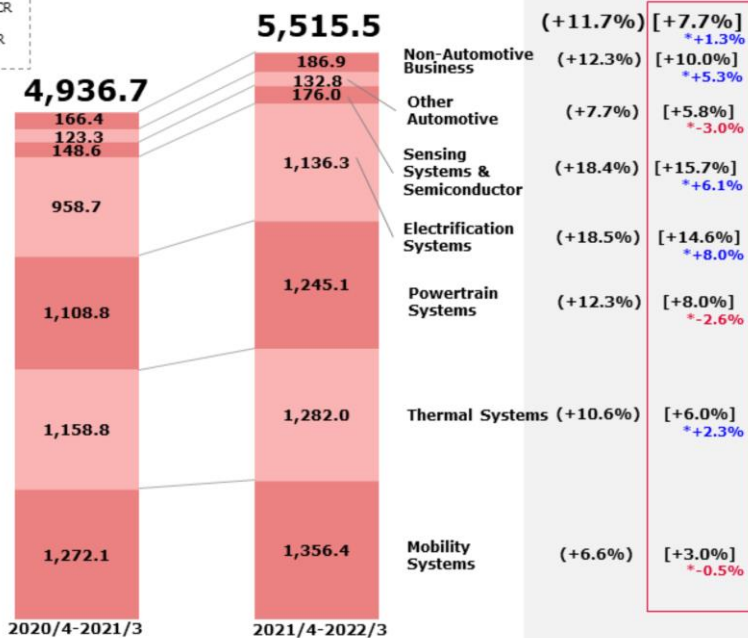 CR
R
4,936.7
166.4
123.3
148.6
958.7
1,108.8
1,158.8
1,272.1
2020/4-2021/3
5,515.5
186.9
132.8
176.0
1,136.3
1,245.1
1,282.0
1,356.4
2021/4-2022/3
(+11.7%) [+7.7%]
*+1.3%
Non-Automotive
Business
(+12.3%) [+10.0%]
*+5.3%
Other
Automotive
(+7.7%) [+5.8%]
*-3.0%
Sensing
Systems &
Semiconductor
(+18.4%) [+15.7%]
*+6.1%
Electrification
Systems
(+18.5%) [+14.6%]
*+8.0%
Powertrain
Systems
(+12.3%) [+8.0%]
*-2.6%
Thermal Systems (+10.6%) [+6.0%]
*+2.3%
Mobility
Systems
(+6.6%) [+3.0%]
*-0.5%